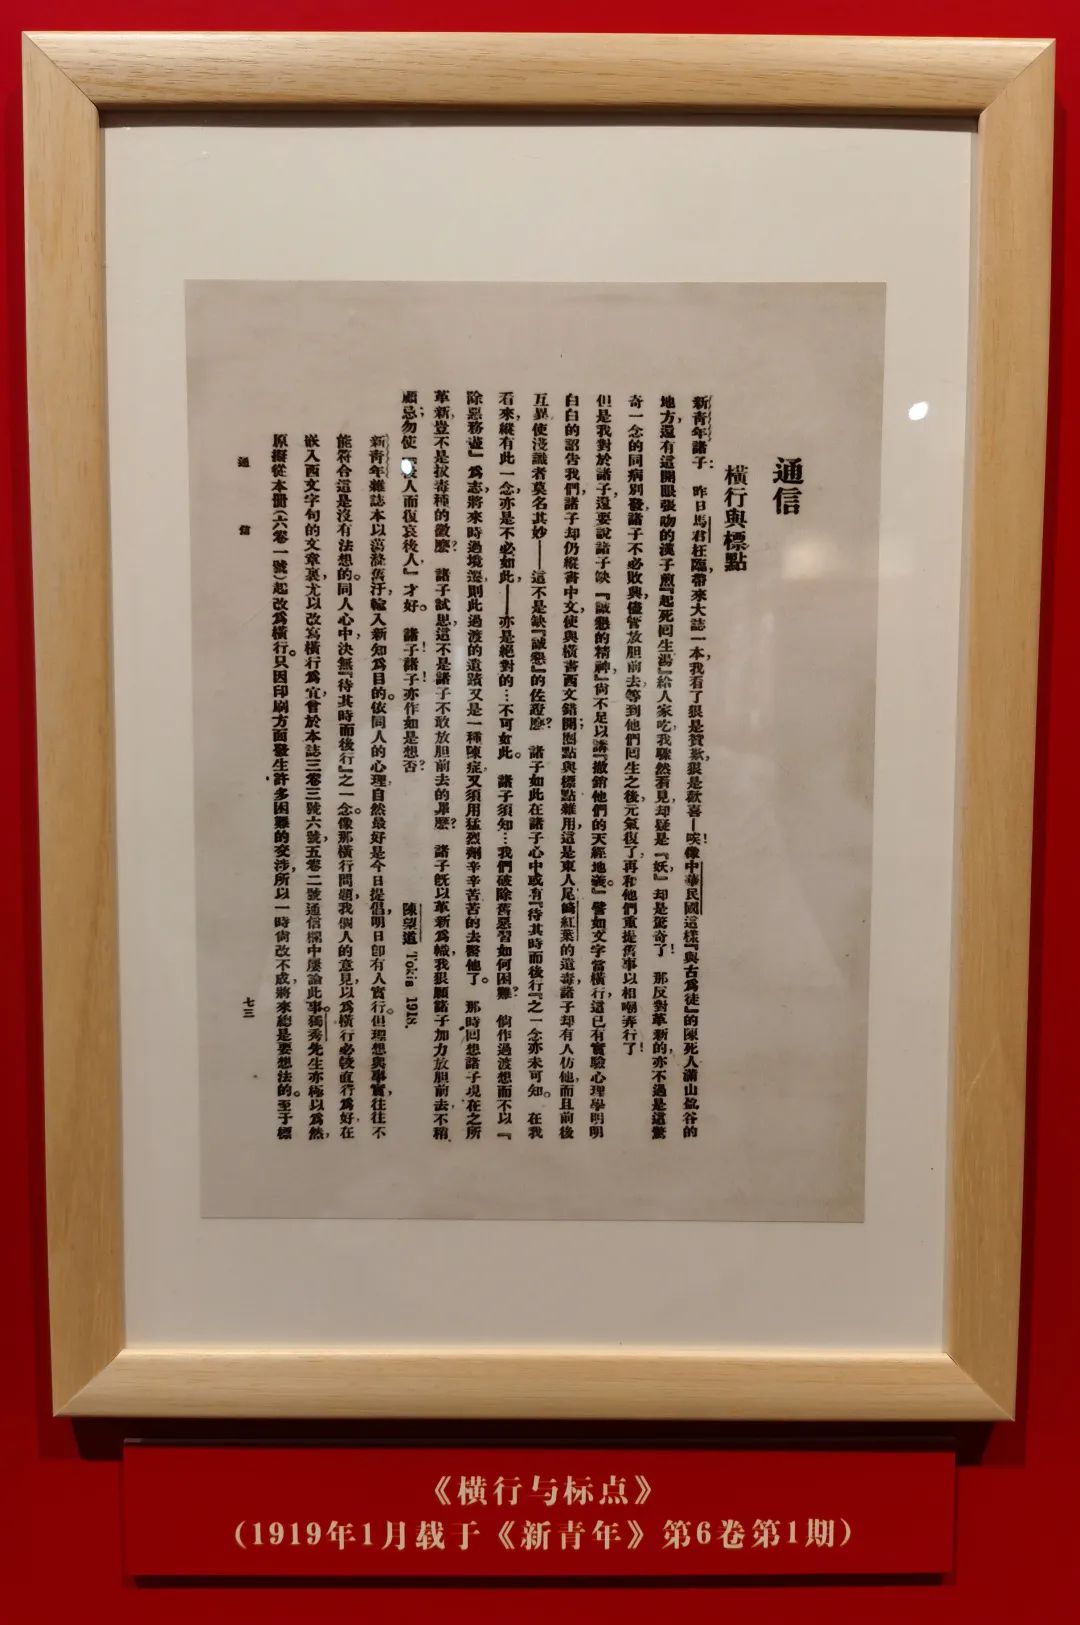 通信
橫行與標點
新青年諸子：　昨日馬君枉臨，帶來大誌一本，我看了狠是贊歎，狠是歡喜！—唉！像中華民國這樣『與古爲徒』的陳死人滿山盈谷的
地方，還有這開眼張吻的漢子，煎『起死回生湯』給人家吃，我驟然看見，却疑是『妖』，却是驚奇了！　那反對革新的，亦不過是這驚
奇一念的同病別發，諸子不必敗興，儘管放胆前去，等到他們回生之後，元氣復了，再和他們重提舊事以相嘲弄行了！
但是我對於諸子，還要說諸子缺『誠懇的精神』，尙不足以講『撤銷他們的天經地義』。譬如文字當橫行，這已有實驗心理學明明
白白的詔告我們，諸子却仍縱書中文，使與橫書西文錯開；圈點與標點雜用，這是東人尾崎紅葉的遺毒，諸子却有人仿他，而且前後
互異，使淺識者莫名其妙——這不是缺『誠懇』的佐證麽？　諸子如此，在諸子心中或有『待其時而後行』之一念亦未可知。　在我
看來，縱有此一念，亦是不必如此，——亦是絕對的…不可如此。　諸子須知…我們破除舊惡習如何困難？　倘作過渡想而不以『
除惡務盡』爲志，將來時過境遷，則此過渡的遺蹟又是一種陳症，又須用猛烈劑辛辛苦苦的去醫他了。　那時回想諸子現在之所
革新，豈不是拔毒種的徽麽？　諸子試思，這不是諸子不敢放胆前去的畢麽？　諸子旣以革新爲幟，我狠願諸子加力放胆前去，不稍
顧忌；勿使『後人而復哀後人』才好。　諸子！諸子！亦作如是想否？
陳望道 Tokio 1918.
新青年雜誌本以蕩滌舊汙，輸入新知爲目的。依同人的心理，自然最好是今日提倡，明日卽有人實行。但理想與事實，往往不
能符合，這是沒有法想的。同人心中，決無『待其時而後行』之一念。像那橫行問題，我個人的意見，以爲橫行必較直行爲好，在
嵌入西文字句的文章裏，尤以改寫橫行爲宜，曾於本誌三卷三號，六號，五卷二號通信欄中屢論此事。獨秀先生亦極以爲然，
原擬從本册（六卷一號）起改爲橫行。只因印刷方面發生許多困難的交涉，所以一時尙改不成，將來總是要想法的。至于標
通　信
七三
《横行与标点》
（1919年1月载于《新青年》第6卷第1期）